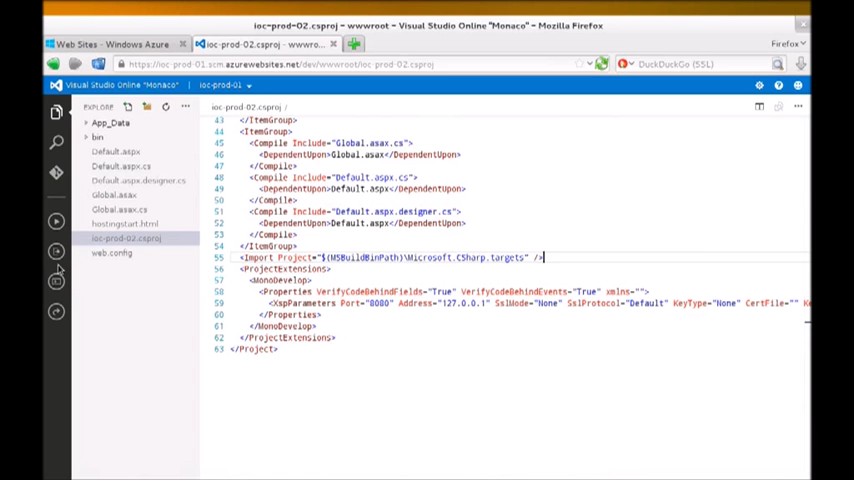 ioc-prod-02.csproj — wwwroot — Visual Studio Online "Monaco" — Mozilla Firefox
Web Sites - Windows Azure
ioc-prod-02.csproj - wwwro...
Firefox
https://ioc-prod-01.scm.azurewebsites.net/dev/wwwroot/ioc-prod-02.csproj
DuckDuckGo (SSL)
Visual Studio Online "Monaco"
ioc-prod-01
EXPLORE
ioc-prod-02.csproj /
App_Data
bin
Default.aspx
Default.aspx.cs
Default.aspx.designer.cs
Global.asax
Global.asax.cs
hostingstart.html
ioc-prod-02.csproj
web.config
43 </ItemGroup>
44 <ItemGroup>
45 <Compile Include="Global.asax.cs">
46 <DependentUpon>Global.asax</DependentUpon>
47 </Compile>
48 <Compile Include="Default.aspx.cs">
49 <DependentUpon>Default.aspx</DependentUpon>
50 </Compile>
51 <Compile Include="Default.aspx.designer.cs">
52 <DependentUpon>Default.aspx</DependentUpon>
53 </Compile>
54 </ItemGroup>
55 <Import Project="$(MSBuildBinPath)\Microsoft.CSharp.targets" />
56 <ProjectExtensions>
57 <MonoDevelop>
58 <Properties VerifyCodeBehindFields="True" VerifyCodeBehindEvents="True" xmlns="">
59 <XspParameters Port="8080" Address="127.0.0.1" SslMode="None" SslProtocol="Default" KeyType="None" CertFile="" Ke
60 </Properties>
61 </MonoDevelop>
62 </ProjectExtensions>
63 </Project>